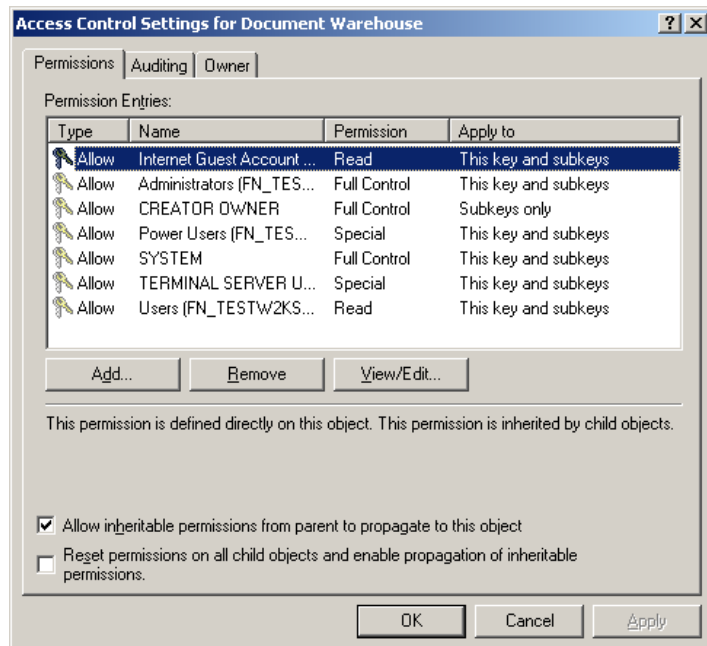 Access Control Settings for Document Warehouse
Permissions Auditing Owner
Permission Entries:
Type Name Permission Apply to
Allow Internet Guest Account ... Read This key and subkeys
Allow Administrators (FN_TES... Full Control This key and subkeys
Allow CREATOR OWNER Full Control Subkeys only
Allow Power Users (FN_TES... Special This key and subkeys
Allow SYSTEM Full Control This key and subkeys
Allow TERMINAL SERVER U... Special This key and subkeys
Allow Users (FN_TESTW2KS... Read This key and subkeys
Add... Remove View/Edit...
This permission is defined directly on this object. This permission is inherited by child objects.
Allow inheritable permissions from parent to propagate to this object
Reset permissions on all child objects and enable propagation of inheritable
permissions.
OK Cancel Apply